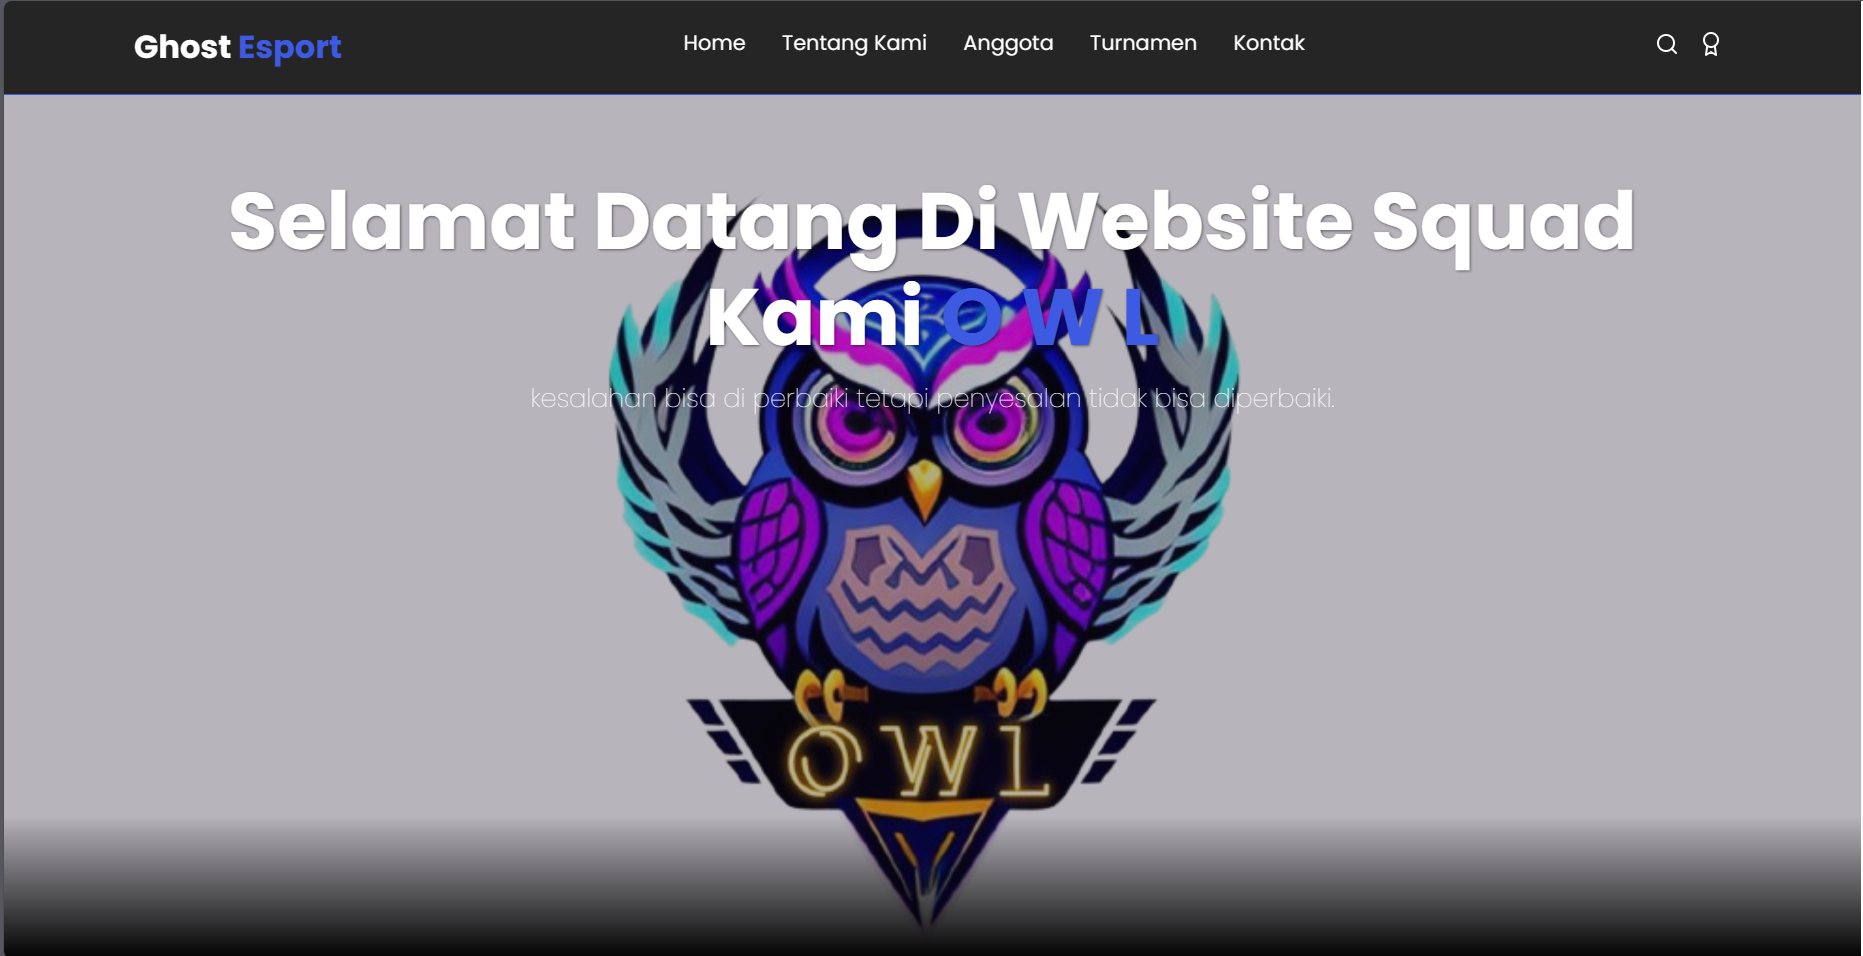 Ghost Esport
Home Tentang Kami Anggota Turnamen Kontak
Selamat Datang Di Website Squad
Kami O W L
kesalahan bisa di perbaiki tetapi penyesalan tidak bisa diperbaiki.
OWL